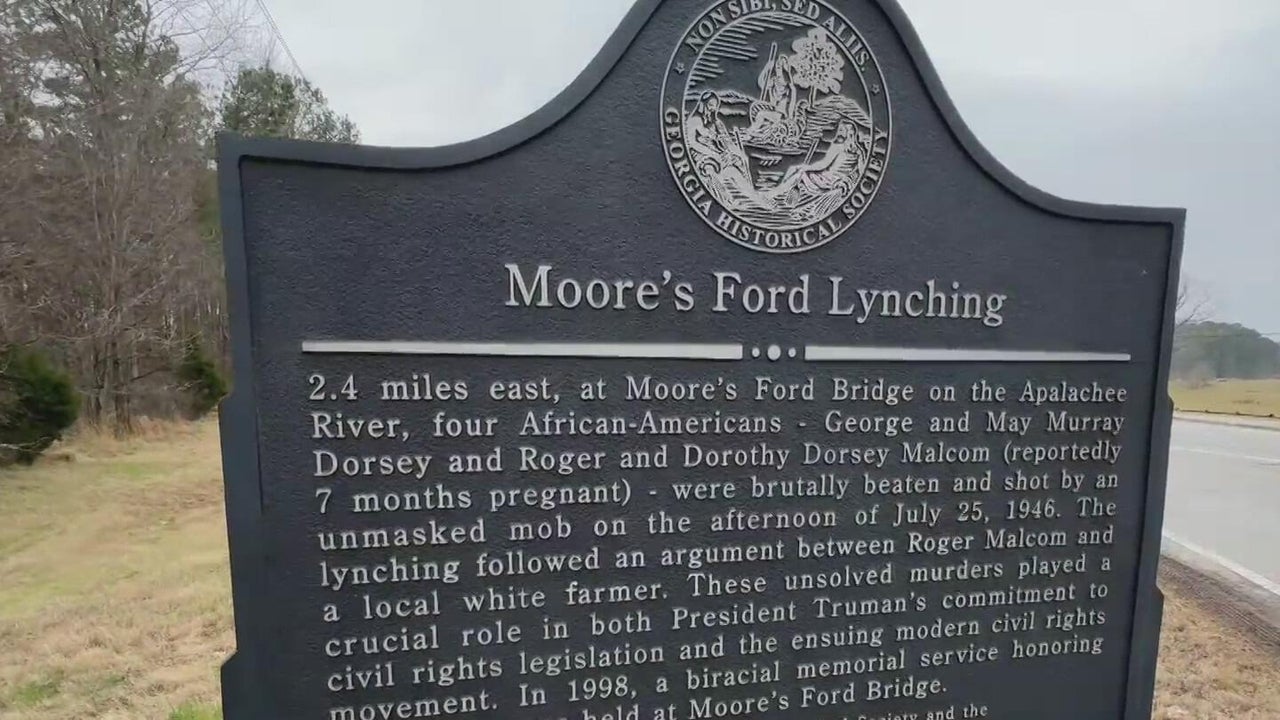 NON SIBI, SED ALIIS.
GEORGIA HISTORICAL SOCIETY
Moore's Ford Lynching
2.4 miles east, at Moore's Ford Bridge on the Apalachee
River, four African-Americans - George and May Murray
Dorsey and Roger and Dorothy Dorsey Malcom (reportedly
7 months pregnant) - were brutally beaten and shot by an
unmasked mob on the afternoon of July 25, 1946. The
lynching followed an argument between Roger Malcom and
a local white farmer. These unsolved murders played a
crucial role in both President Truman's commitment to
civil rights legislation and the ensuing modern civil rights
movement. In 1998, a biracial memorial service honoring
held at Moore's Ford Bridge.
Society and the